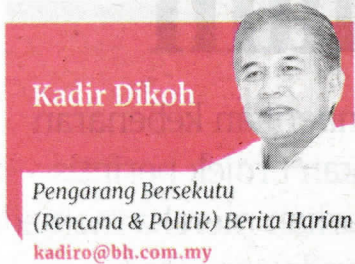 Kadir Dikoh
Pengarang Bersekutu
(Rencana & Politik) Berita Harian
kadiro@bh.com.my